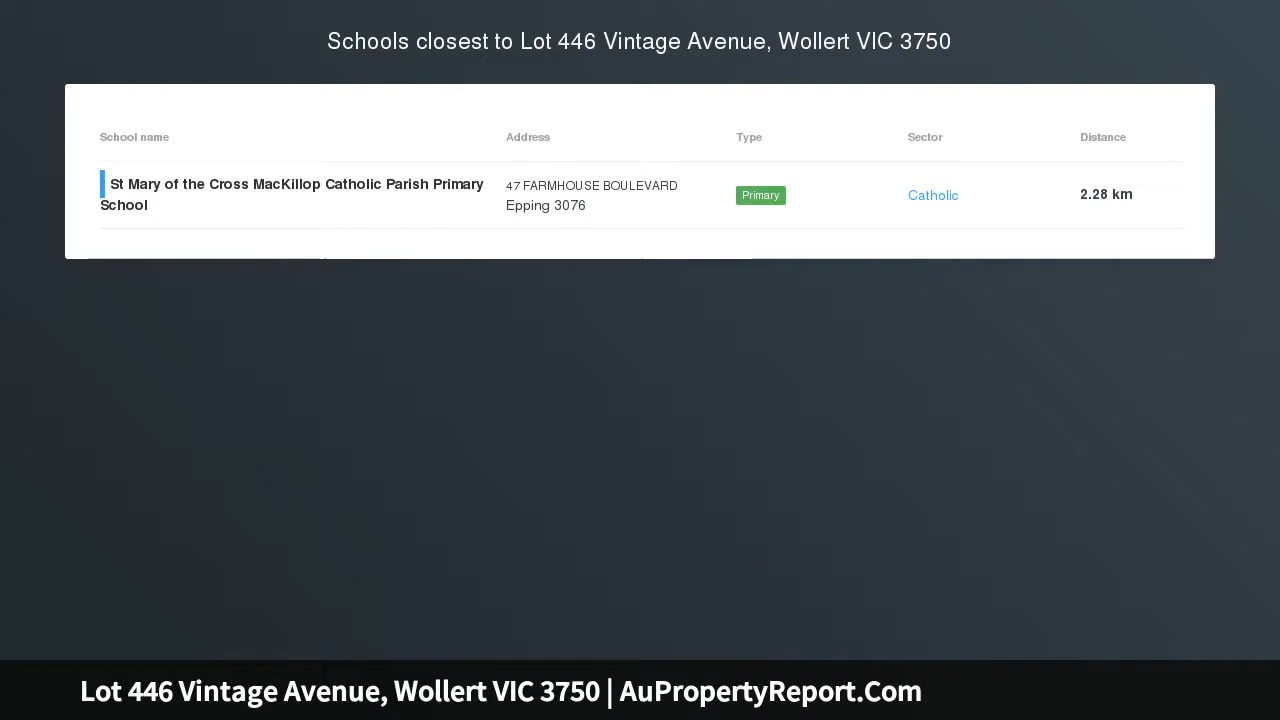 Schools closest to Lot 446 Vintage Avenue, Wollert VIC 3750
School name Address Type Sector Distance
St Mary of the Cross MacKillop Catholic Parish Primary
School
47 FARMHOUSE BOULEVARD
Epping 3076
Primary
Catholic
2.28 km
Lot 446 Vintage Avenue, Wollert VIC 3750 | AuPropertyReport.Com